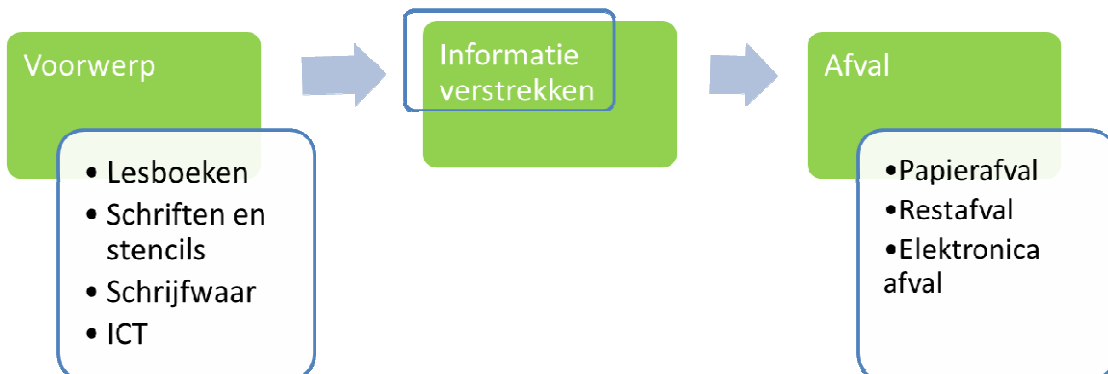 Voorwerp
• Lesboeken
• Schriften en
stencils
• Schrijfwaar
• ICT
Informatie
verstrekken
Afval
•Papierafval
•Restafval
•Elektronica
afval